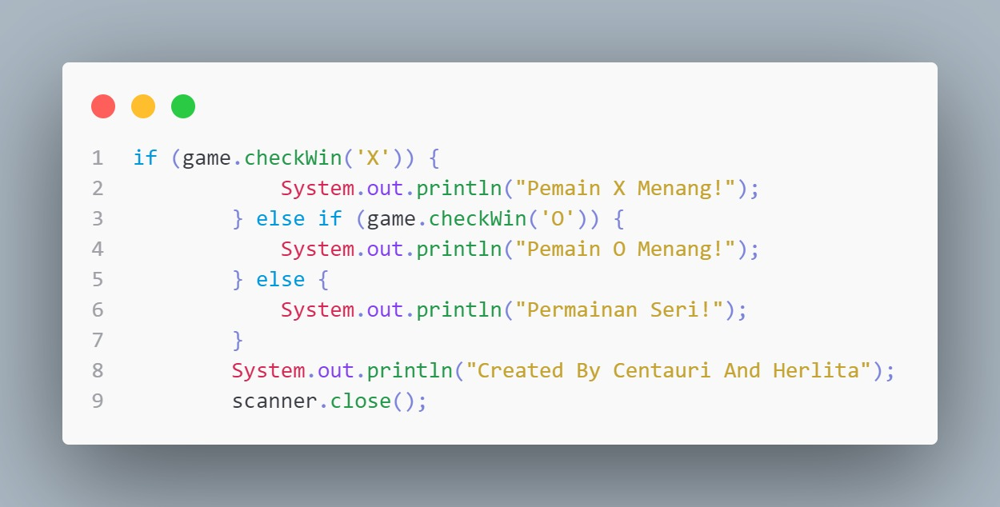 1 if (game.checkWin('X')) {
2             System.out.println("Pemain X Menang!");
3         } else if (game.checkWin('O')) {
4             System.out.println("Pemain O Menang!");
5         } else {
6             System.out.println("Permainan Seri!");
7         }
8         System.out.println("Created By Centauri And Herlita");
9         scanner.close();